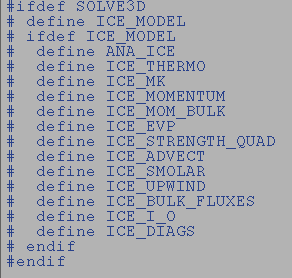 #ifdef SOLVE3D
# define ICE_MODEL
# ifdef ICE_MODEL
#  define ANA_ICE
#  define ICE_THERMO
#  define ICE_MK
#  define ICE_MOMENTUM
#  define ICE_MOM_BULK
#  define ICE_EVP
#  define ICE_STRENGTH_QUAD
#  define ICE_ADVECT
#  define ICE_SMOLAR
#  define ICE_UPWIND
#  define ICE_BULK_FLUXES
#  define ICE_I_O
#  define ICE_DIAGS
# endif
#endif